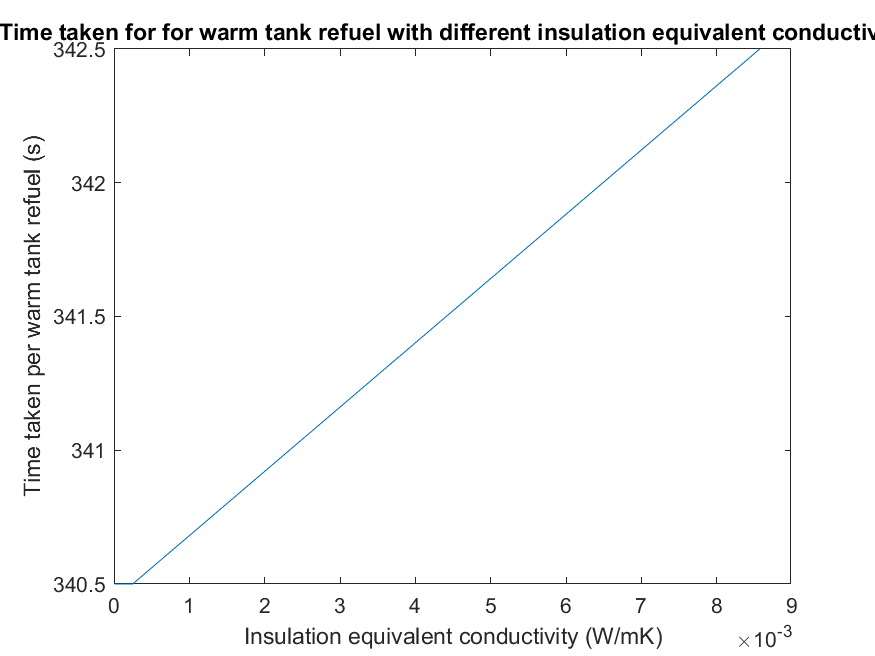 Time taken for for warm tank refuel with different insulation equivalent conductiv
342.5
342
341.5
341
340.5
Time taken per warm tank refuel (s)
0 1 2 3 4 5 6 7 8 9
Insulation equivalent conductivity (W/mK)
×10⁻³